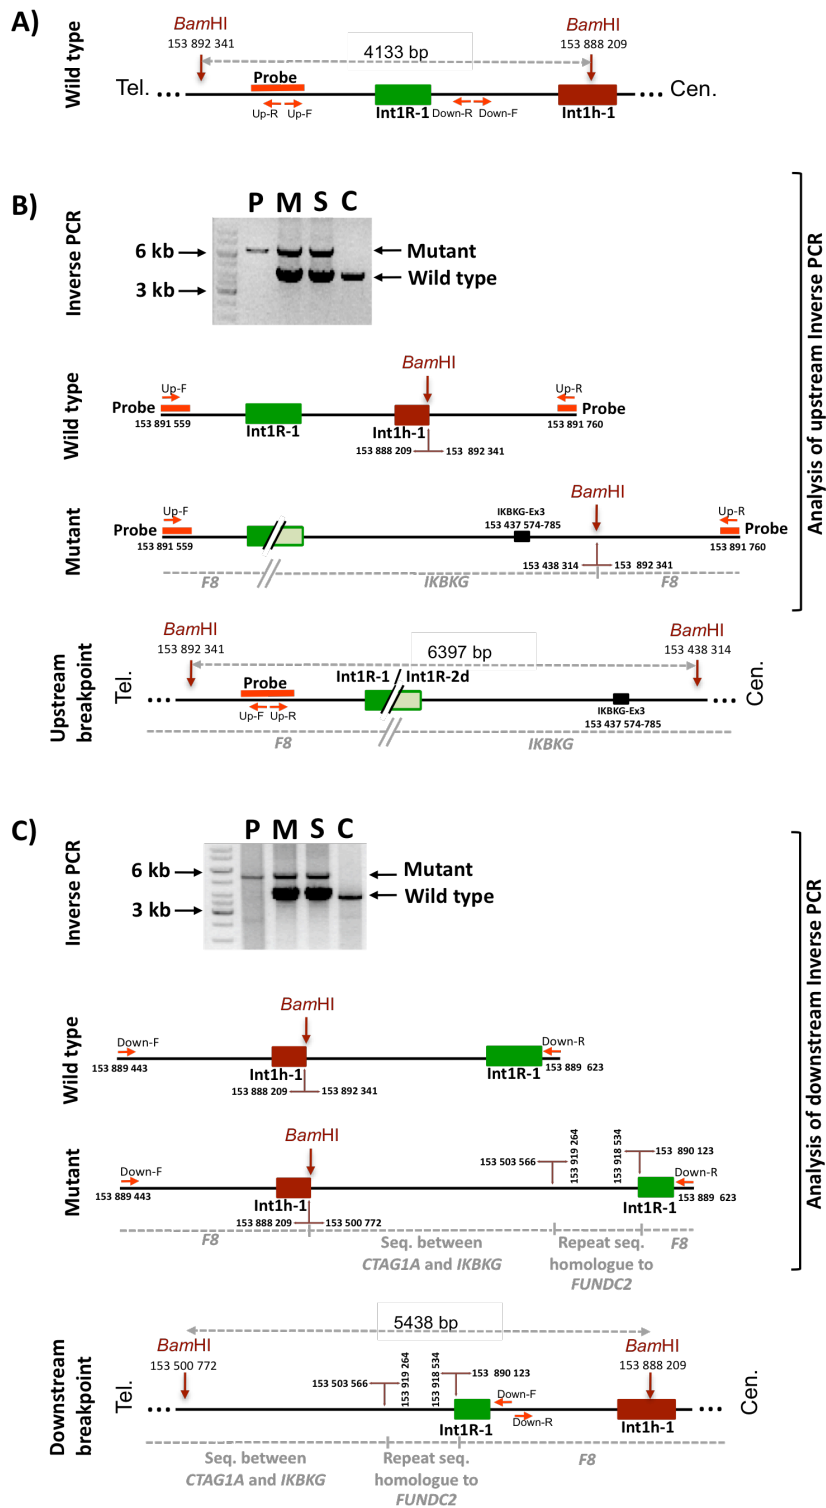 A)
Wild type
BamHI
153 892 341
4133 bp
BamHI
153 888 209
Tel.
Probe
Cen.
Up-R Up-F
Int1R-1
Down-R Down-F
Int1h-1
B)
Inverse PCR
P M S C
6 kb
Mutant
Wild type
3 kb
Analysis of upstream Inverse PCR
Wild type
BamHI
Up-F
Up-R
Probe
Probe
153 891 559
Int1R-1
Int1h-1
153 891 760
153 888 209
153 892 341
Mutant
BamHI
IKBKG-Ex3
153 437 574-785
Up-F
Up-R
Probe
Probe
153 891 559
153 891 760
153 438 314
153 892 341
F8
IKBKG
F8
Upstream
breakpoint
BamHI
153 892 341
6397 bp
BamHI
153 438 314
Tel.
Int1R-1 / Int1R-2d
Probe
Cen.
Up-F Up-R
IKBKG-Ex3
153 437 574-785
F8
IKBKG
C)
Inverse PCR
P M S C
6 kb
Mutant
Wild type
3 kb
Analysis of downstream Inverse PCR
Wild type
BamHI
Down-F
Down-R
153 889 443
Int1h-1
Int1R-1
153 889 623
153 888 209
153 892 341
Mutant
BamHI
153 503 566
153 919 264
153 918 534
153 890 123
Down-F
Down-R
153 889 443
Int1h-1
Int1R-1
153 889 623
153 888 209
153 500 772
F8
Seq. between
CTAG1A and IKBKG
Repeat seq.
homologue to
FUNDC2
F8
Downstream
breakpoint
5438 bp
BamHI
153 500 772
BamHI
153 888 209
153 503 566
153 919 264
153 918 534
153 890 123
Tel.
Cen.
Down-F
Down-R
Int1R-1
Int1h-1
Seq. between
CTAG1A and IKBKG
Repeat seq.
homologue to
FUNDC2
F8